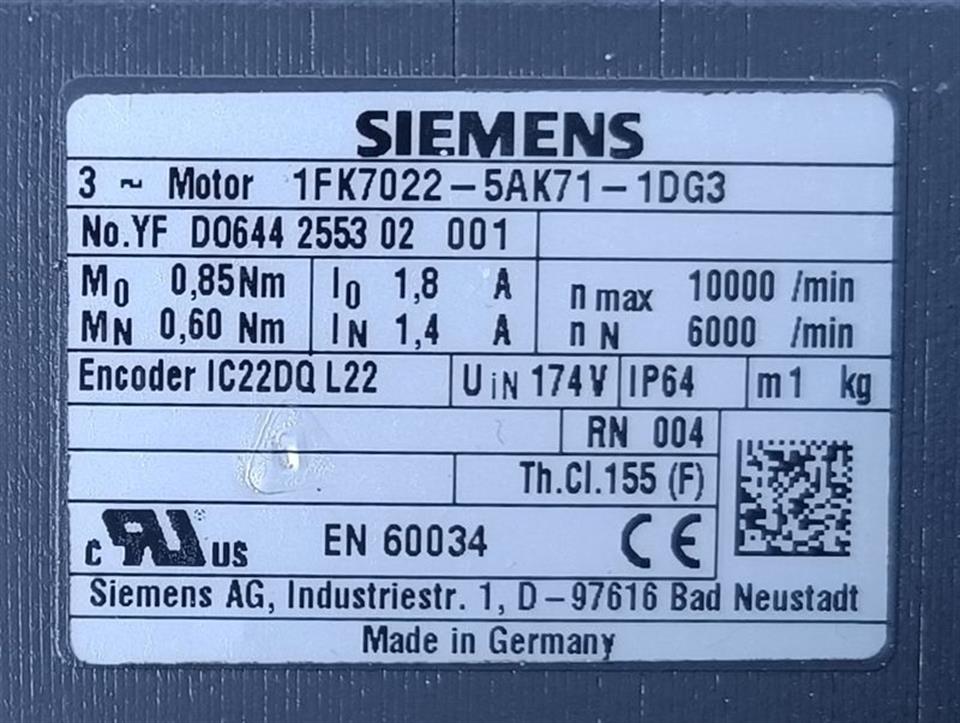 SIEMENS
3 ~ Motor 1FK7022-5AK71-1DG3
No.YF D0644 2553 02 001
M0 0,85Nm I0 1,8 A n max 10000 /min
MN 0,60 Nm IN 1,4 A n N 6000 /min
Encoder IC22DQ L22 UiN 174V IP64 m 1 kg
RN 004
Th.Cl.155 (F)
c RU US EN 60034 CE
Siemens AG, Industriestr. 1, D-97616 Bad Neustadt
Made in Germany